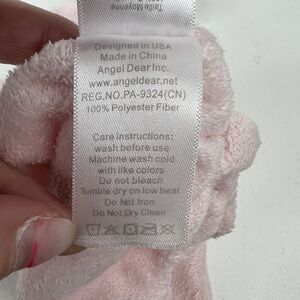 Taille Moyenne
Designed in USA
Made in China
Angel Dear Inc.
www.angeldear.net
REG.NO.PA-9324(CN)
100% Polyester Fiber
Care Instructions:
wash before use
Machine wash cold
with like colors
Do not bleach
Tumble dry on low heat
Do not Iron
Do Not Dry Clean